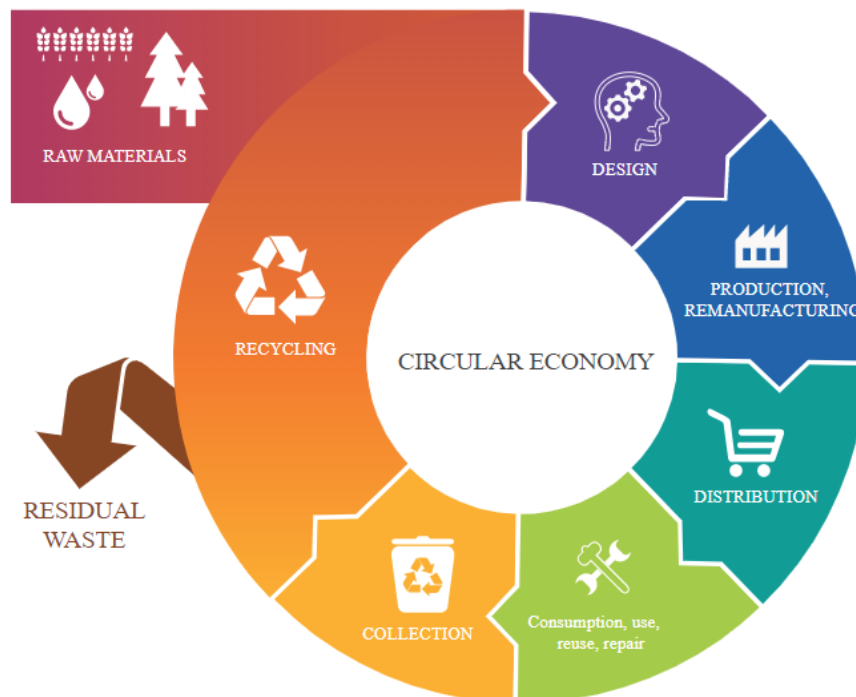 RAW MATERIALS
DESIGN
PRODUCTION,
REMANUFACTURING
RECYCLING
CIRCULAR ECONOMY
DISTRIBUTION
RESIDUAL
WASTE
COLLECTION
Consumption, use,
reuse, repair